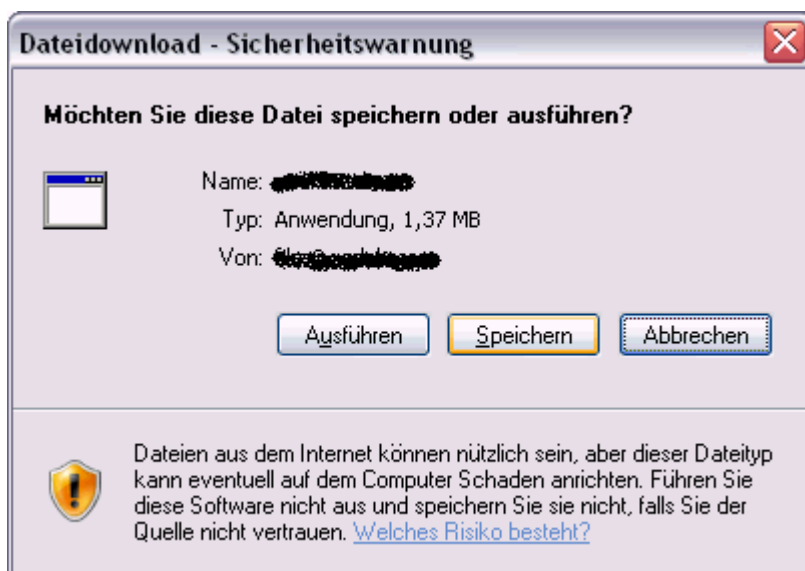 Dateidownload - Sicherheitswarnung
Möchten Sie diese Datei speichern oder ausführen?
Name:
Typ: Anwendung, 1,37 MB
Von:
Ausführen Speichern Abbrechen
Dateien aus dem Internet können nützlich sein, aber dieser Dateityp
kann eventuell auf dem Computer Schaden anrichten. Führen Sie
diese Software nicht aus und speichern Sie sie nicht, falls Sie der
Quelle nicht vertrauen. Welches Risiko besteht?